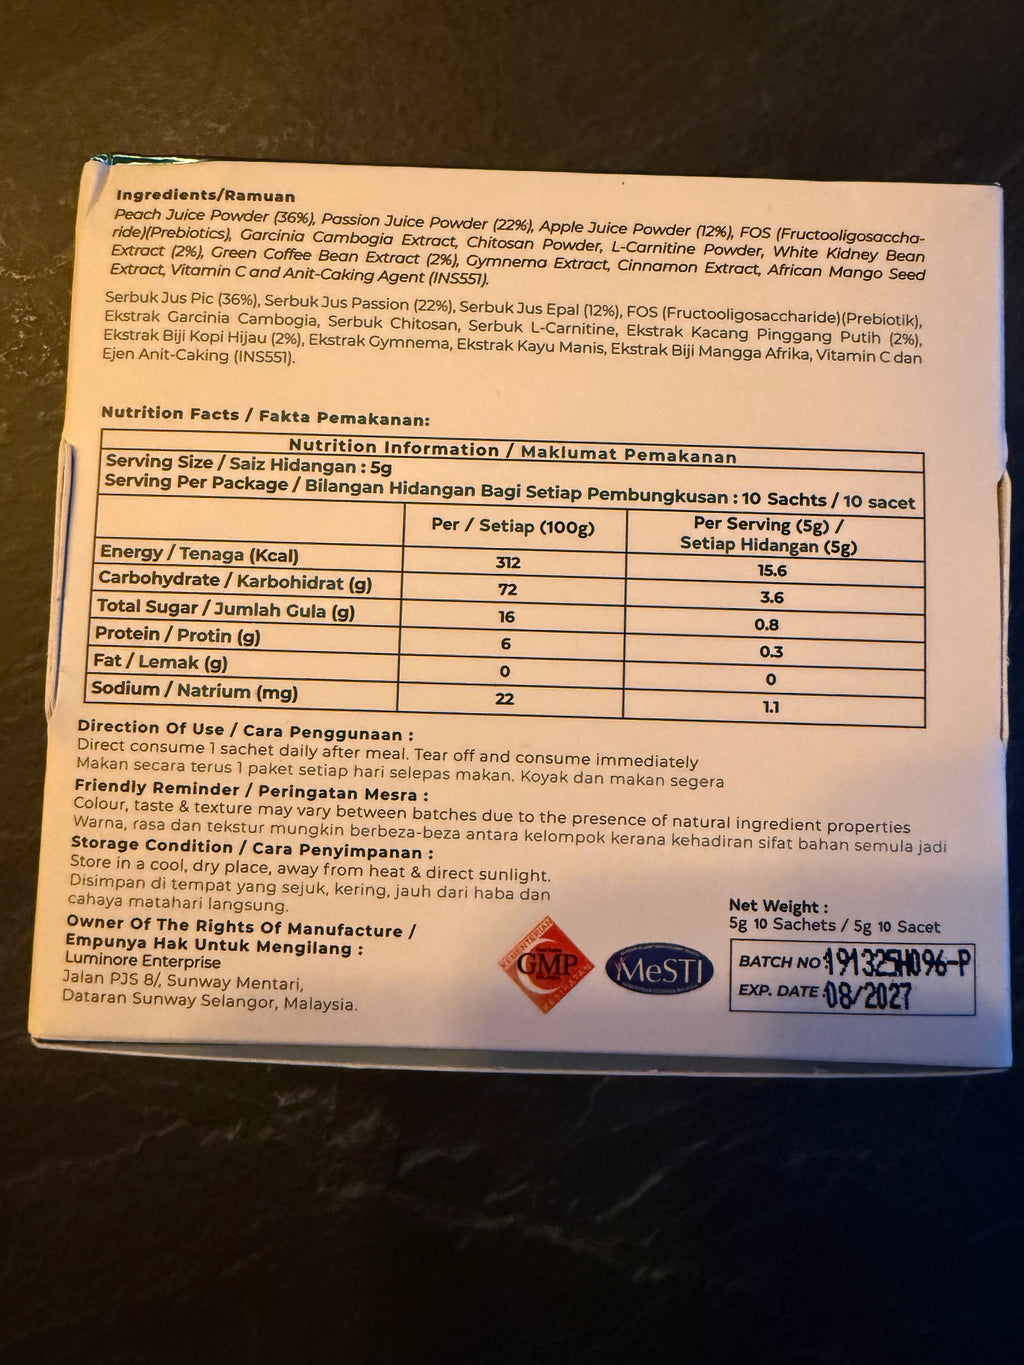 Ingredients/Ramuan
Peach Juice Powder (36%), Passion Juice Powder (22%), Apple Juice Powder (12%), FOS (Fructooligosaccha-
ride)(Prebiotics), Garcinia Cambogia Extract, Chitosan Powder, L-Carnitine Powder, White Kidney Bean
Extract (2%), Green Coffee Bean Extract (2%), Gymnema Extract, Cinnamon Extract, African Mango Seed
Extract, Vitamin C and Anit-Caking Agent (INS551).
Serbuk Jus Pic (36%), Serbuk Jus Passion (22%), Serbuk Jus Epal (12%), FOS (Fructooligosaccharide)(Prebiotik),
Ekstrak Garcinia Cambogia, Serbuk Chitosan, Serbuk L-Carnitine, Ekstrak Kacang Pinggang Putih (2%),
Ekstrak Biji Kopi Hijau (2%), Ekstrak Gymnema, Ekstrak Kayu Manis, Ekstrak Biji Mangga Afrika, Vitamin C dan
Ejen Anit-Caking (INS551).
Nutrition Facts / Fakta Pemakanan:
Nutrition Information / Maklumat Pemakanan
Serving Size / Saiz Hidangan : 5g
Serving Per Package / Bilangan Hidangan Bagi Setiap Pembungkusan : 10 Sachts / 10 sacet
Per / Setiap (100g) Per Serving (5g) /
Setiap Hidangan (5g)
Energy / Tenaga (Kcal) 312 15.6
Carbohydrate / Karbohidrat (g) 72 3.6
Total Sugar / Jumlah Gula (g) 16 0.8
Protein / Protin (g) 6 0.3
Fat / Lemak (g) 0 0
Sodium / Natrium (mg) 22 1.1
Direction Of Use / Cara Penggunaan :
Direct consume 1 sachet daily after meal. Tear off and consume immediately
Makan secara terus 1 paket setiap hari selepas makan. Koyak dan makan segera
Friendly Reminder / Peringatan Mesra :
Colour, taste & texture may vary between batches due to the presence of natural ingredient properties
Warna, rasa dan tekstur mungkin berbeza-beza antara kelompok kerana kehadiran sifat bahan semula jadi
Storage Condition / Cara Penyimpanan :
Store in a cool, dry place, away from heat & direct sunlight.
Disimpan di tempat yang sejuk, kering, jauh dari haba dan
cahaya matahari langsung.
Owner Of The Rights Of Manufacture /
Empunya Hak Untuk Mengilang :
Luminore Enterprise
Jalan PJS 8/, Sunway Mentari,
Dataran Sunway Selangor, Malaysia.
KEMENTERIAN
GMP
MeSTI
Net Weight :
5g 10 Sachets / 5g 10 Sacet
BATCH NO: 191325H096-P
EXP. DATE : 08/2027